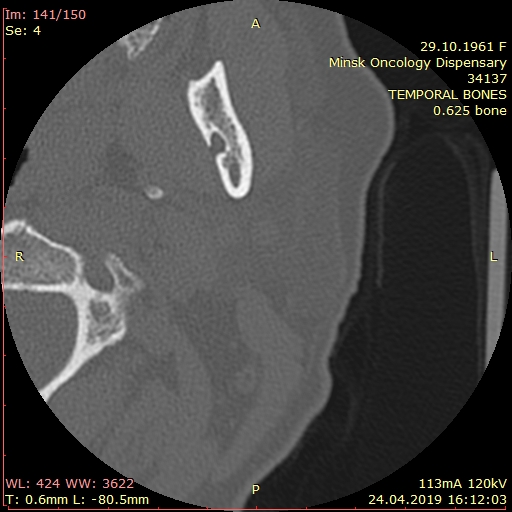 Im: 141/150
Se: 4
A
29.10.1961 F
Minsk Oncology Dispensary
34137
TEMPORAL BONES
0.625 bone
R
L
WL: 424 WW: 3622
T: 0.6mm L: -80.5mm
P
113mA 120kV
24.04.2019 16:12:03